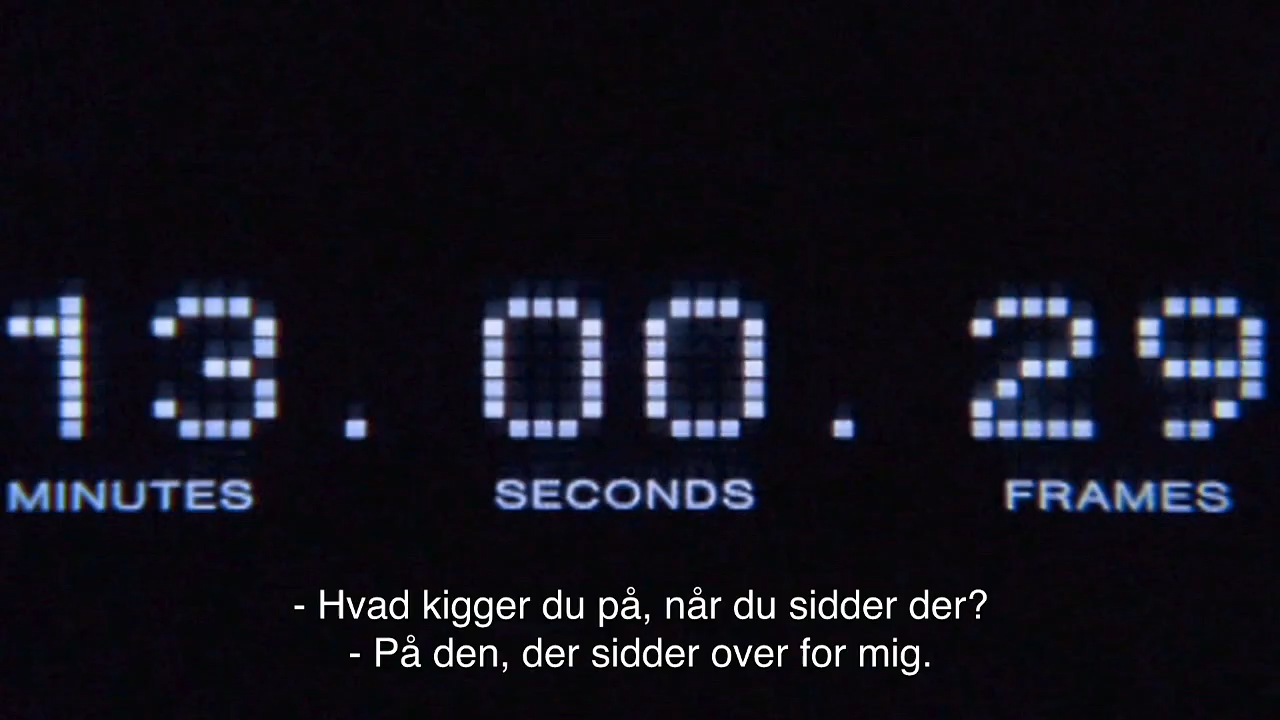 13.00.29
MINUTES SECONDS FRAMES
- Hvad kigger du på, når du sidder der?
- På den, der sidder over for mig.